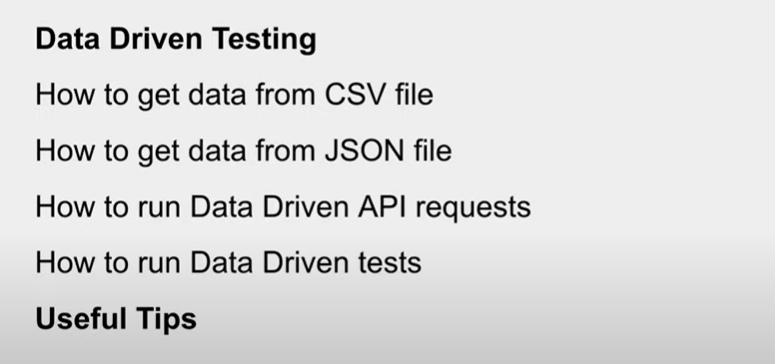 Data Driven Testing
How to get data from CSV file
How to get data from JSON file
How to run Data Driven API requests
How to run Data Driven tests
Useful Tips